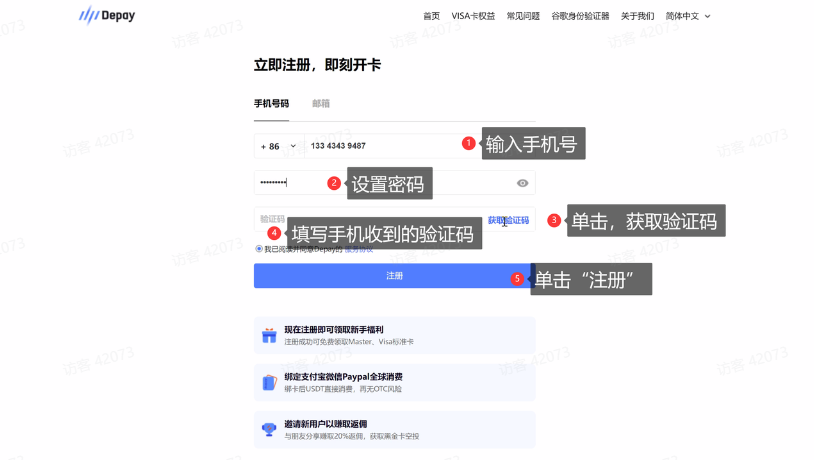 Depay
首页 VISA卡权益 常见问题 谷歌身份验证器 关于我们 简体中文
立即注册，即刻开卡
手机号码 邮箱
+ 86 133 4343 9487
1 输入手机号
•••••••••
2 设置密码
验证码 获取验证码
3 单击，获取验证码
4 填写手机收到的验证码
我已阅读并同意Depay的 服务协议
注册
5 单击“注册”
现在注册即可领取新手福利
注册成功可免费领取Master、Visa标准卡
绑定支付宝微信Paypal全球消费
绑卡后USDT直接消费，再无OTC风险
邀请新用户以赚取返佣
与朋友分享赚取20%返佣，获取黑金卡空投
访客 42073